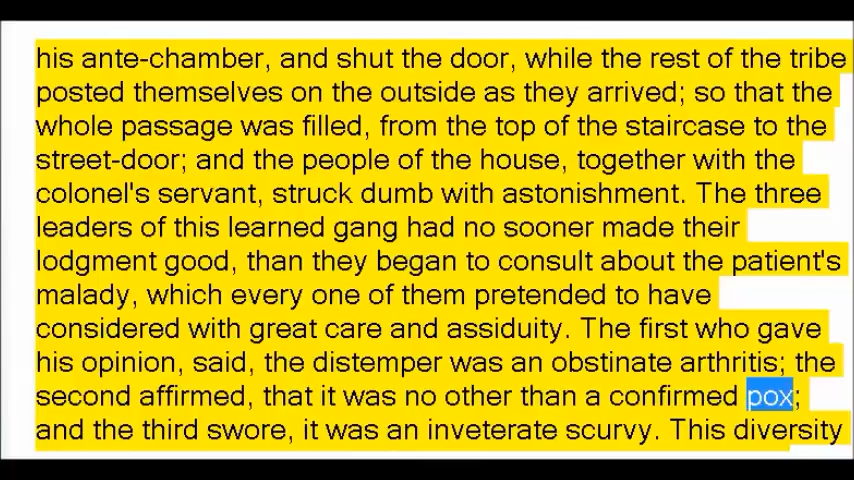 his ante-chamber, and shut the door, while the rest of the tribe
posted themselves on the outside as they arrived; so that the
whole passage was filled, from the top of the staircase to the
street-door; and the people of the house, together with the
colonel's servant, struck dumb with astonishment. The three
leaders of this learned gang had no sooner made their
lodgment good, than they began to consult about the patient's
malady, which every one of them pretended to have
considered with great care and assiduity. The first who gave
his opinion, said, the distemper was an obstinate arthritis; the
second affirmed, that it was no other than a confirmed pox;
and the third swore, it was an inveterate scurvy. This diversity